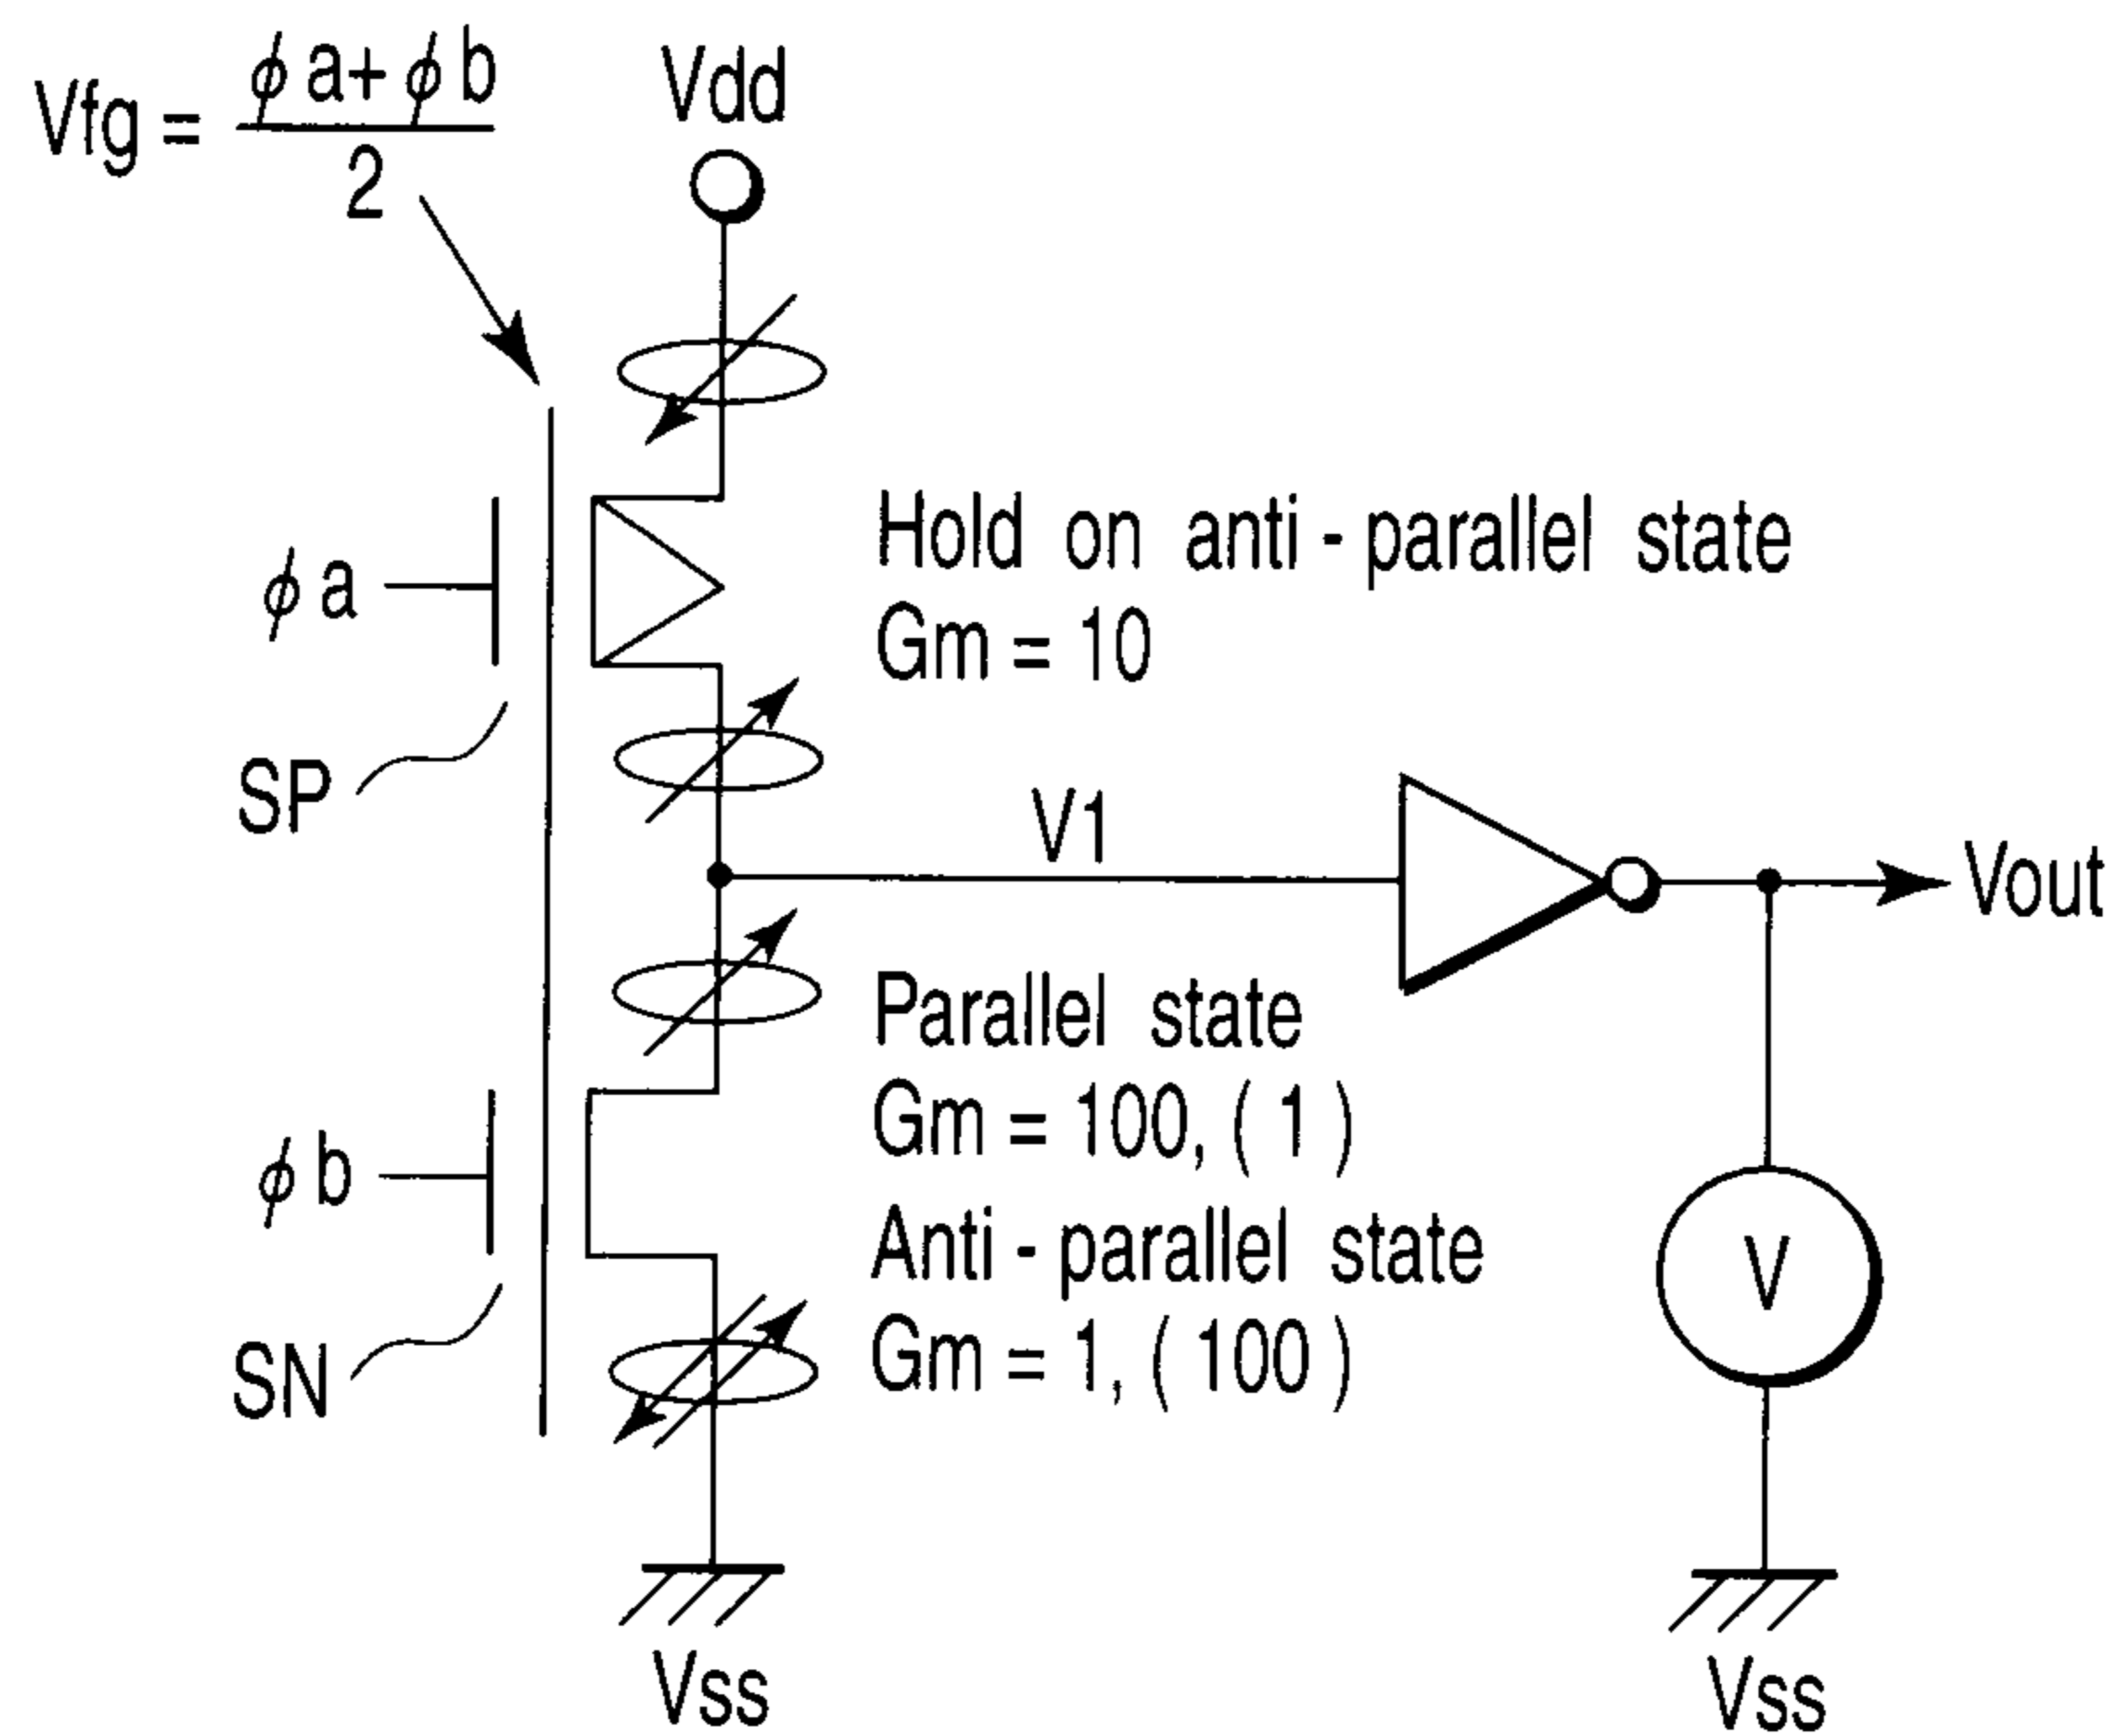 Vfg = ϕa+ϕb / 2
Vdd
Hold on anti-parallel state
Gm = 10
ϕa
SP
V1
Vout
Parallel state
Gm = 100, (1)
ϕb
Anti-parallel state
Gm = 1, (100)
V
SN
Vss
Vss